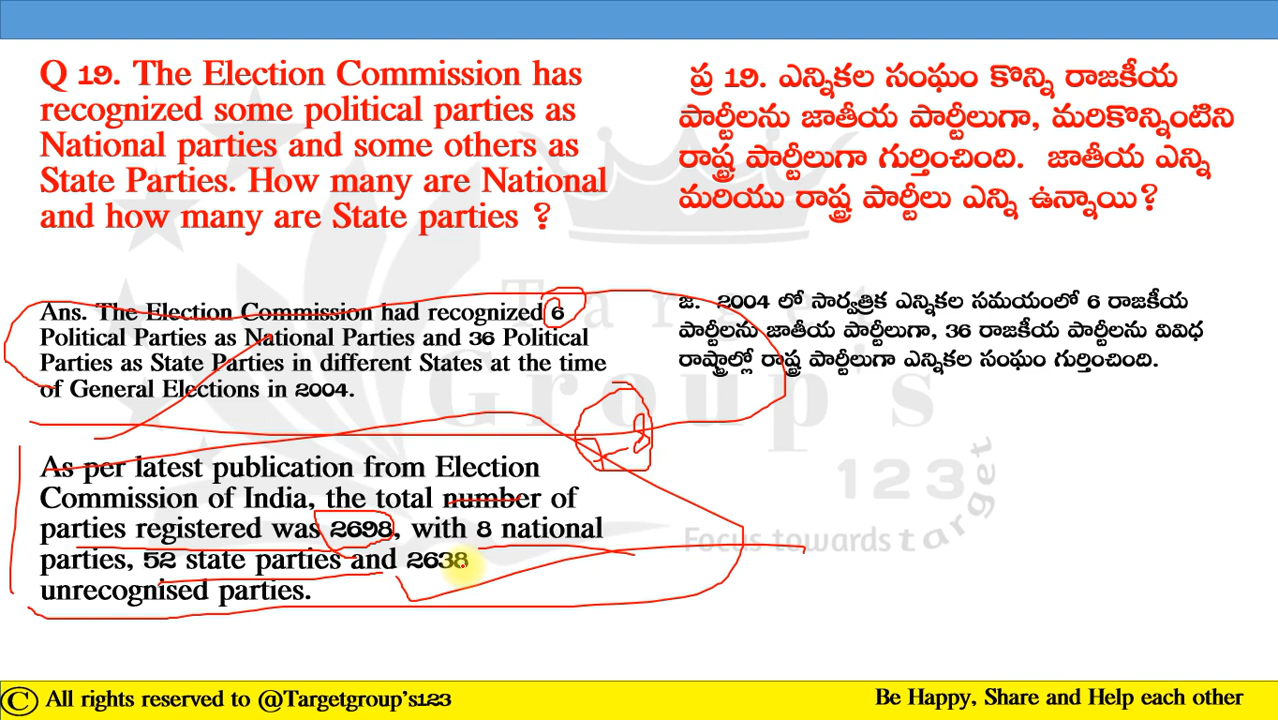 Q 19. The Election Commission has
recognized some political parties as
National parties and some others as
State Parties. How many are National
and how many are State parties ?
ప్ర 19. ఎన్నికల సంఘం కొన్ని రాజకీయ
పార్టీలను జాతీయ పార్టీలుగా, మరికొన్నింటిని
రాష్ట్ర పార్టీలుగా గుర్తించింది. జాతీయ ఎన్ని
మరియు రాష్ట్ర పార్టీలు ఎన్ని ఉన్నాయి?
Ans. The Election Commission had recognized 6
Political Parties as National Parties and 36 Political
Parties as State Parties in different States at the time
of General Elections in 2004.
జ. 2004 లో సార్వత్రిక ఎన్నికల సమయంలో 6 రాజకీయ
పార్టీలను జాతీయ పార్టీలుగా, 36 రాజకీయ పార్టీలను వివిధ
రాష్ట్రాల్లో రాష్ట్ర పార్టీలుగా ఎన్నికల సంఘం గుర్తించింది.
As per latest publication from Election
Commission of India, the total number of
parties registered was 2698, with 8 national
parties, 52 state parties and 2638
unrecognised parties.
Target
Group's
123
Focus towards target
© All rights reserved to @Targetgroup's123
Be Happy, Share and Help each other